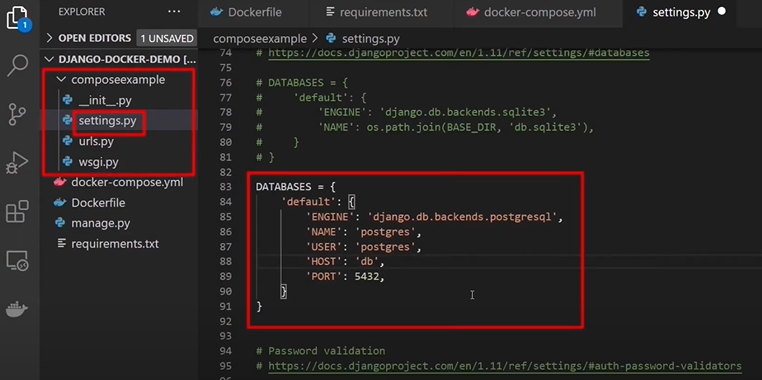 EXPLORER ···
Dockerfile requirements.txt docker-compose.yml settings.py
OPEN EDITORS 1 UNSAVED
composeexample > settings.py
DJANGO-DOCKER-DEMO [...
composeexample
__init__.py
settings.py
urls.py
wsgi.py
docker-compose.yml
Dockerfile
manage.py
requirements.txt
1
74 # https://docs.djangoproject.com/en/1.11/ref/settings/#databases
75
76 # DATABASES = {
77 #     'default': {
78 #         'ENGINE': 'django.db.backends.sqlite3',
79 #         'NAME': os.path.join(BASE_DIR, 'db.sqlite3'),
80 #     }
81 # }
82
83 DATABASES = {
84     'default': {
85         'ENGINE': 'django.db.backends.postgresql',
86         'NAME': 'postgres',
87         'USER': 'postgres',
88         'HOST': 'db',
89         'PORT': 5432,
90     }
91 }
92
93
94 # Password validation
95 # https://docs.djangoproject.com/en/1.11/ref/settings/#auth-password-validators